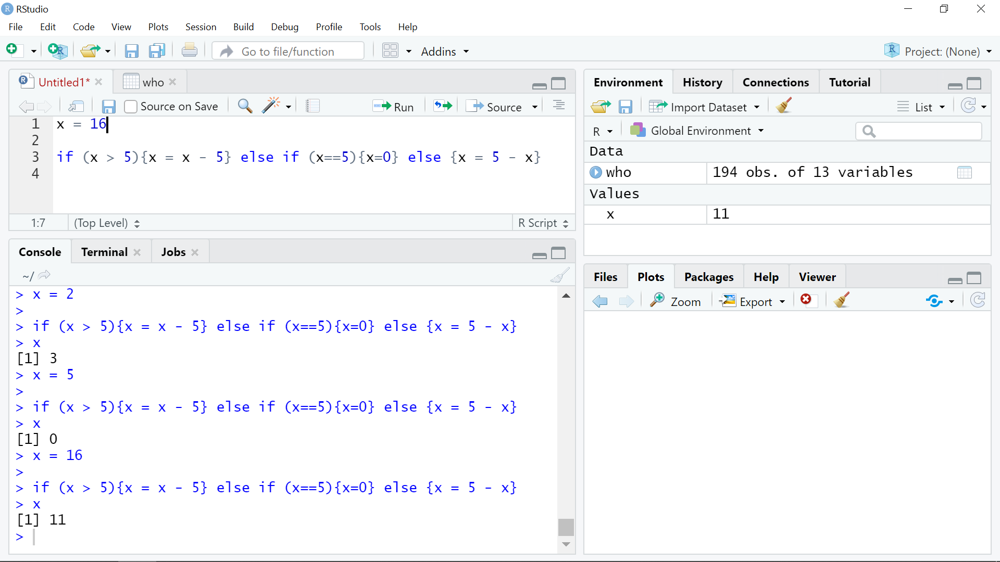 RStudio
File Edit Code View Plots Session Build Debug Profile Tools Help
Go to file/function Addins Project: (None)
Untitled1* who
Source on Save Run Source
1 x = 16
2
3 if (x > 5){x = x - 5} else if (x==5){x=0} else {x = 5 - x}
4
1:7 (Top Level) R Script
Console Terminal Jobs
~/
> x = 2
>
> if (x > 5){x = x - 5} else if (x==5){x=0} else {x = 5 - x}
> x
[1] 3
> x = 5
>
> if (x > 5){x = x - 5} else if (x==5){x=0} else {x = 5 - x}
> x
[1] 0
> x = 16
>
> if (x > 5){x = x - 5} else if (x==5){x=0} else {x = 5 - x}
> x
[1] 11
>
Environment History Connections Tutorial
Import Dataset List
R Global Environment
Data
who 194 obs. of 13 variables
Values
x 11
Files Plots Packages Help Viewer
Zoom Export